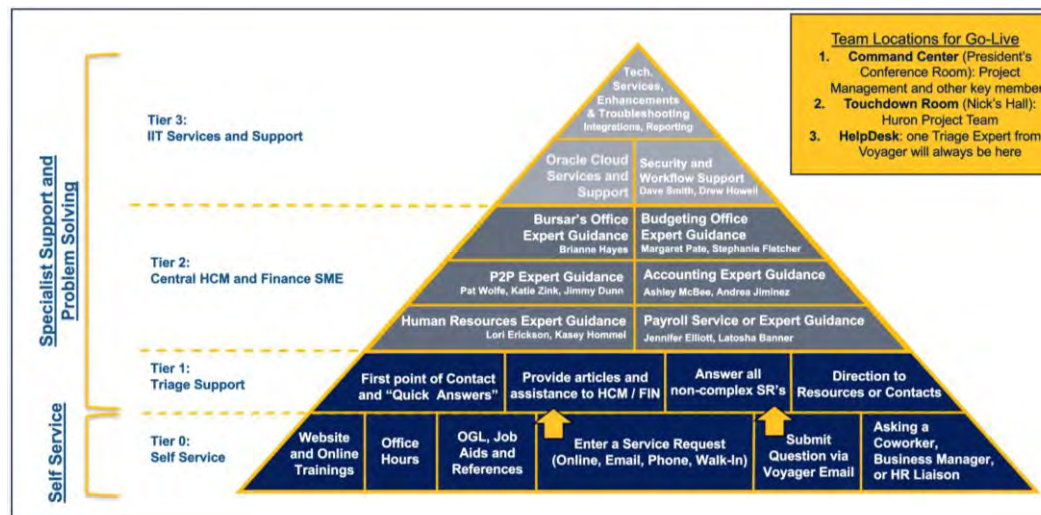 Team Locations for Go-Live
1. Command Center (President's
Conference Room): Project
Management and other key member
2. Touchdown Room (Nick's Hall):
Huron Project Team
3. HelpDesk: one Triage Expert from
Voyager will always be here
Specialist Support and
Problem Solving
Self Service
Tier 3:
IIT Services and Support
Tech.
Services,
Enhancements
& Troubleshooting
Integrations, Reporting
Oracle Cloud
Services and
Support
Security and
Workflow Support
Dave Smith, Drew Howell
Tier 2:
Central HCM and Finance SME
Bursar's Office
Expert Guidance
Brianne Hayes
Budgeting Office
Expert Guidance
Margaret Pate, Stephanie Fletcher
P2P Expert Guidance
Pat Wolfe, Katie Zink, Jimmy Dunn
Accounting Expert Guidance
Ashley McBee, Andrea Jiminez
Human Resources Expert Guidance
Lori Erickson, Kasey Hommel
Payroll Service or Expert Guidance
Jennifer Elliott, Latosha Banner
Tier 1:
Triage Support
First point of Contact
and "Quick Answers"
Provide articles and
assistance to HCM / FIN
Answer all
non-complex SR's
Direction to
Resources or Contacts
Tier 0:
Self Service
Website
and Online
Trainings
Office
Hours
OGL, Job
Aids and
References
Enter a Service Request
(Online, Email, Phone, Walk-In)
Submit
Question via
Voyager Email
Asking a
Coworker,
Business Manager,
or HR Liaison